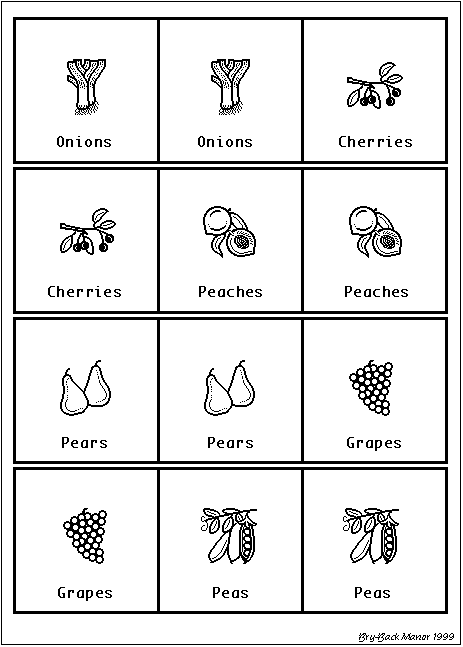 Onions Onions Cherries
Cherries Peaches Peaches
Pears Pears Grapes
Grapes Peas Peas
Bry-Back Manor 1999